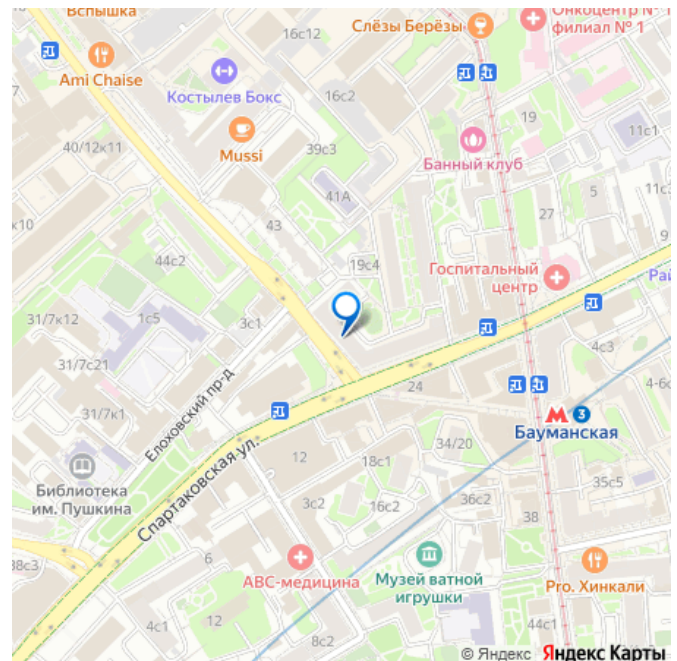 Вспышка
Слёзы Берёзы
Онкоцентр № 1
филиал № 1
16с12
Ami Chaise
Костылев Бокс
16с2
19
11с1
Mussi
40/12к11
39с3
Банный клуб
41А
5
11с3
к10
43
27
44с2
19с4
9
Госпитальный
центр
Рай
31/7к12
1с5
3с1
31/7с21
4с3
24
4-6с
31/7к1
Елоховский пр-д
3
Бауманская
12
34/20
Спартаковская ул.
18с1
Библиотека
им. Пушкина
35с5
3с2
16с2
36с2
38
38с3
6
АВС-медицина
Музей ватной
игрушки
Pro. Хинкали
4с1
12
8с2
44с1
© Яндекс Яндекс Карты